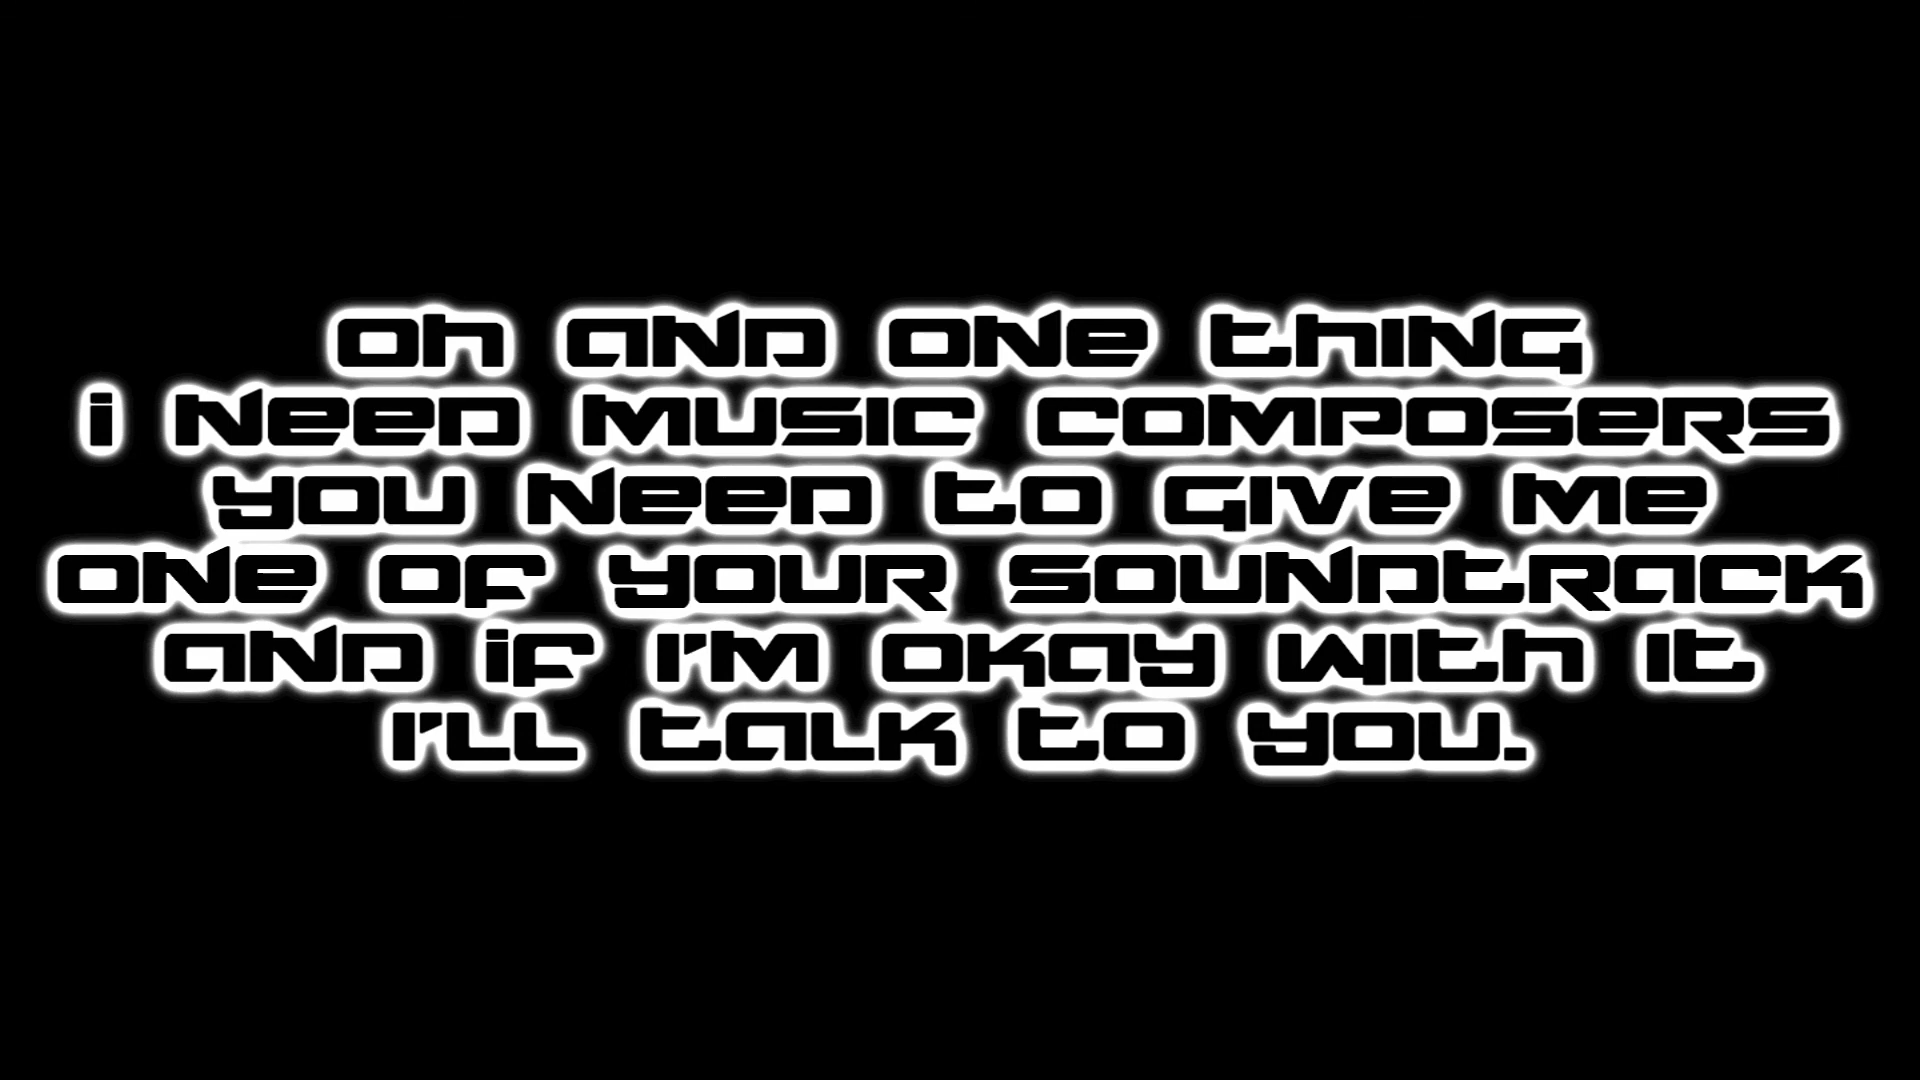 Oh and one thing
i need music composers
you need to give me
one of your soundtrack
and if I'm okay with it
I'll talk to you.